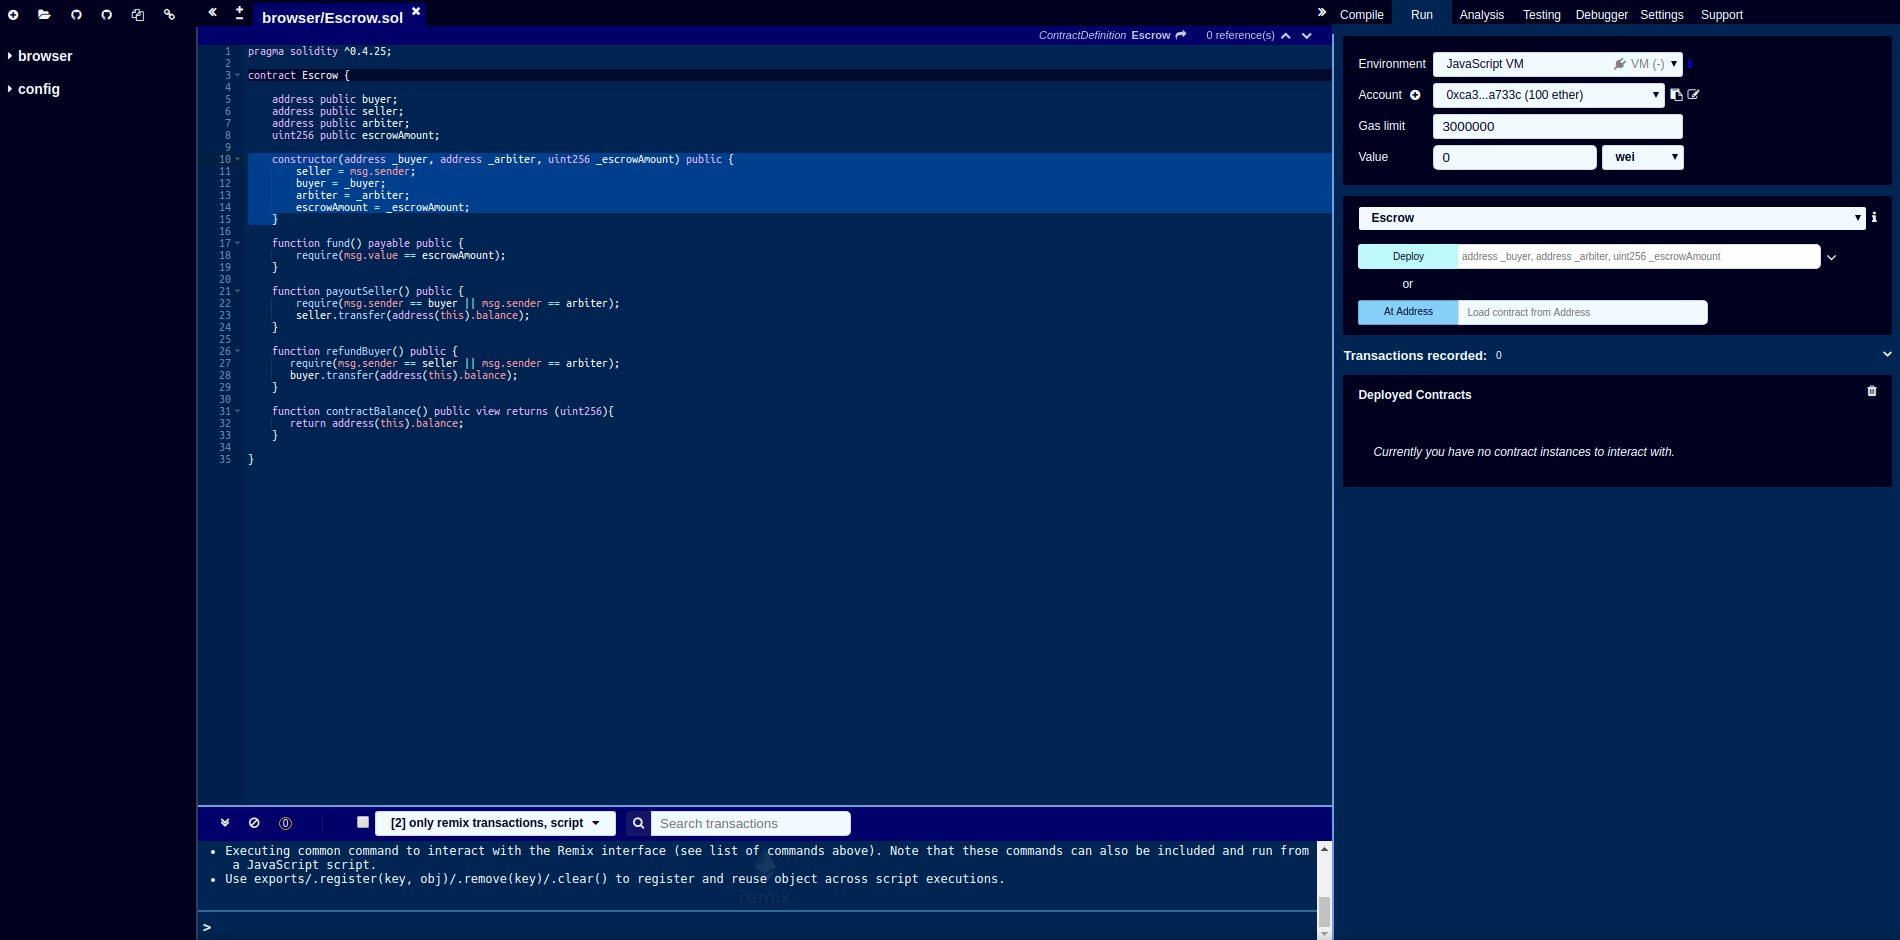 browser
config
browser/Escrow.sol
ContractDefinition Escrow 0 reference(s)
1 pragma solidity ^0.4.25;
2
3 contract Escrow {
4
5 address public buyer;
6 address public seller;
7 address public arbiter;
8 uint256 public escrowAmount;
9
10 constructor(address _buyer, address _arbiter, uint256 _escrowAmount) public {
11 seller = msg.sender;
12 buyer = _buyer;
13 arbiter = _arbiter;
14 escrowAmount = _escrowAmount;
15 }
16
17 function fund() payable public {
18 require(msg.value == escrowAmount);
19 }
20
21 function payoutSeller() public {
22 require(msg.sender == buyer || msg.sender == arbiter);
23 seller.transfer(address(this).balance);
24 }
25
26 function refundBuyer() public {
27 require(msg.sender == seller || msg.sender == arbiter);
28 buyer.transfer(address(this).balance);
29 }
30
31 function contractBalance() public view returns (uint256){
32 return address(this).balance;
33 }
34
35 }
0
[2] only remix transactions, script
Search transactions
• Executing common command to interact with the Remix interface (see list of commands above). Note that these commands can also be included and run from
a JavaScript script.
• Use exports/.register(key, obj)/.remove(key)/.clear() to register and reuse object across script executions.
remix
>
Compile Run Analysis Testing Debugger Settings Support
Environment JavaScript VM VM (-)
Account 0xca3...a733c (100 ether)
Gas limit 3000000
Value 0 wei
Escrow
Deploy address _buyer, address _arbiter, uint256 _escrowAmount
or
At Address Load contract from Address
Transactions recorded: 0
Deployed Contracts
Currently you have no contract instances to interact with.